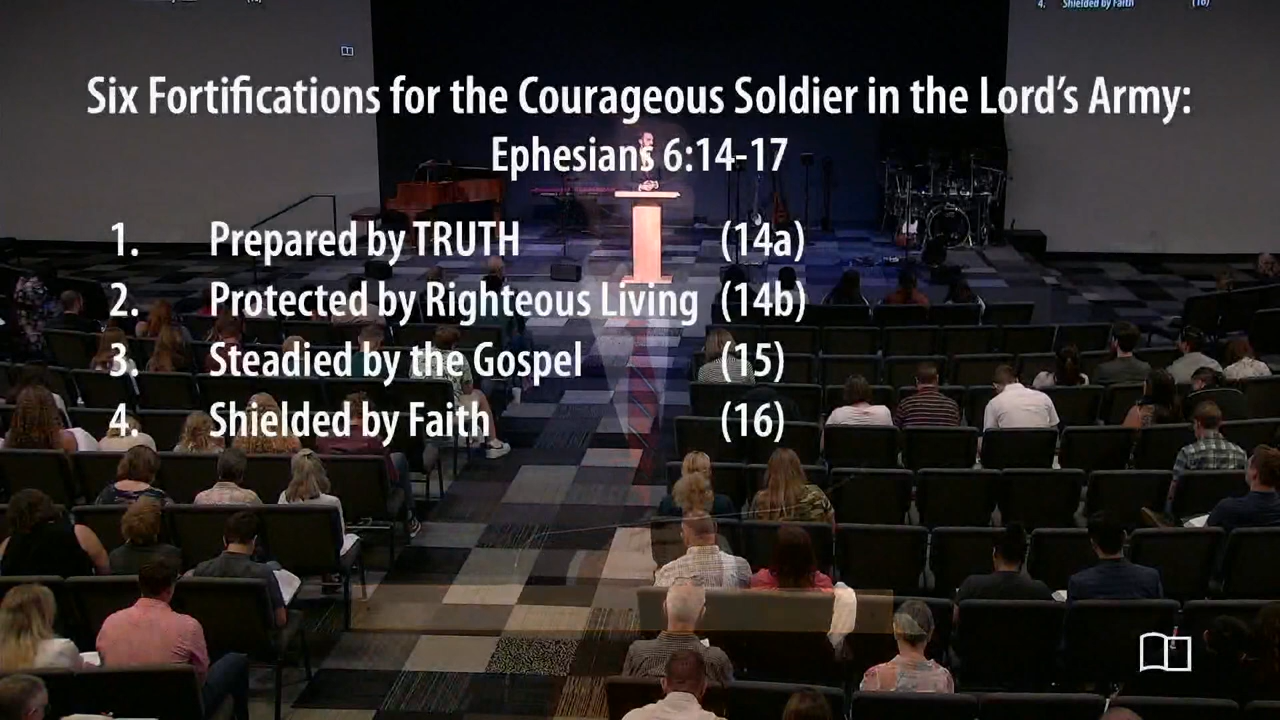 4. Shielded by Faith (16)
Six Fortifications for the Courageous Soldier in the Lord's Army:
Ephesians 6:14-17
1. Prepared by TRUTH (14a)
2. Protected by Righteous Living (14b)
3. Steadied by the Gospel (15)
4. Shielded by Faith (16)